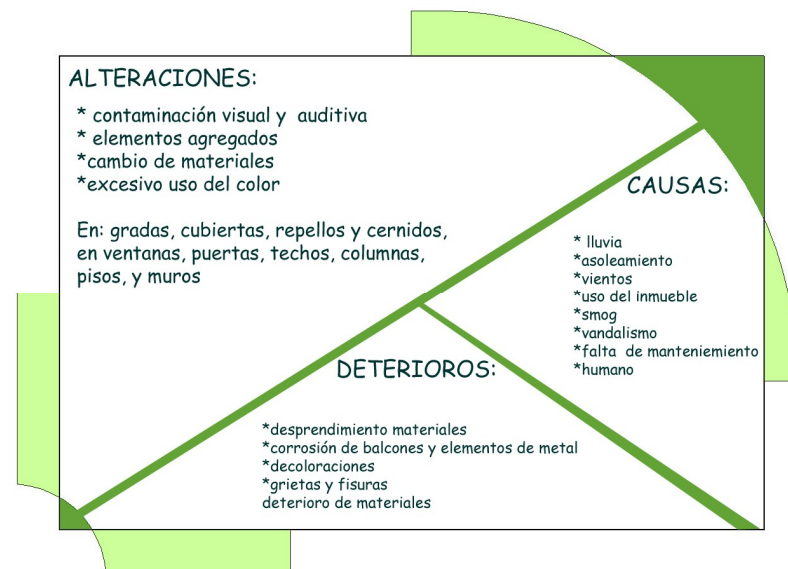 ALTERACIONES:
* contaminación visual y auditiva
* elementos agregados
*cambio de materiales
*excesivo uso del color
En: gradas, cubiertas, repellos y cernidos,
en ventanas, puertas, techos, columnas,
pisos, y muros
CAUSAS:
* lluvia
*asoleamiento
*vientos
*uso del inmueble
*smog
*vandalismo
*falta de manteniemiento
*humano
DETERIOROS:
*desprendimiento materiales
*corrosión de balcones y elementos de metal
*decoloraciones
*grietas y fisuras
deterioro de materiales